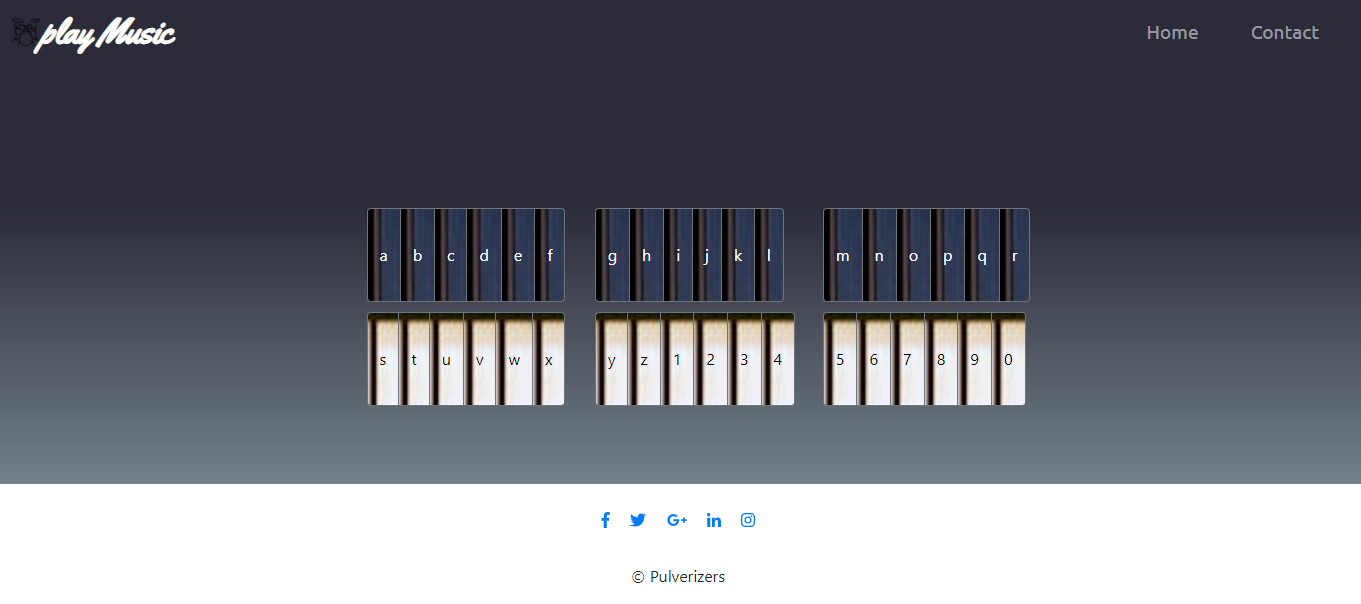 play Music Home Contact
a b c d e f g h i j k l m n o p q r
s t u v w x y z 1 2 3 4 5 6 7 8 9 0
© Pulverizers